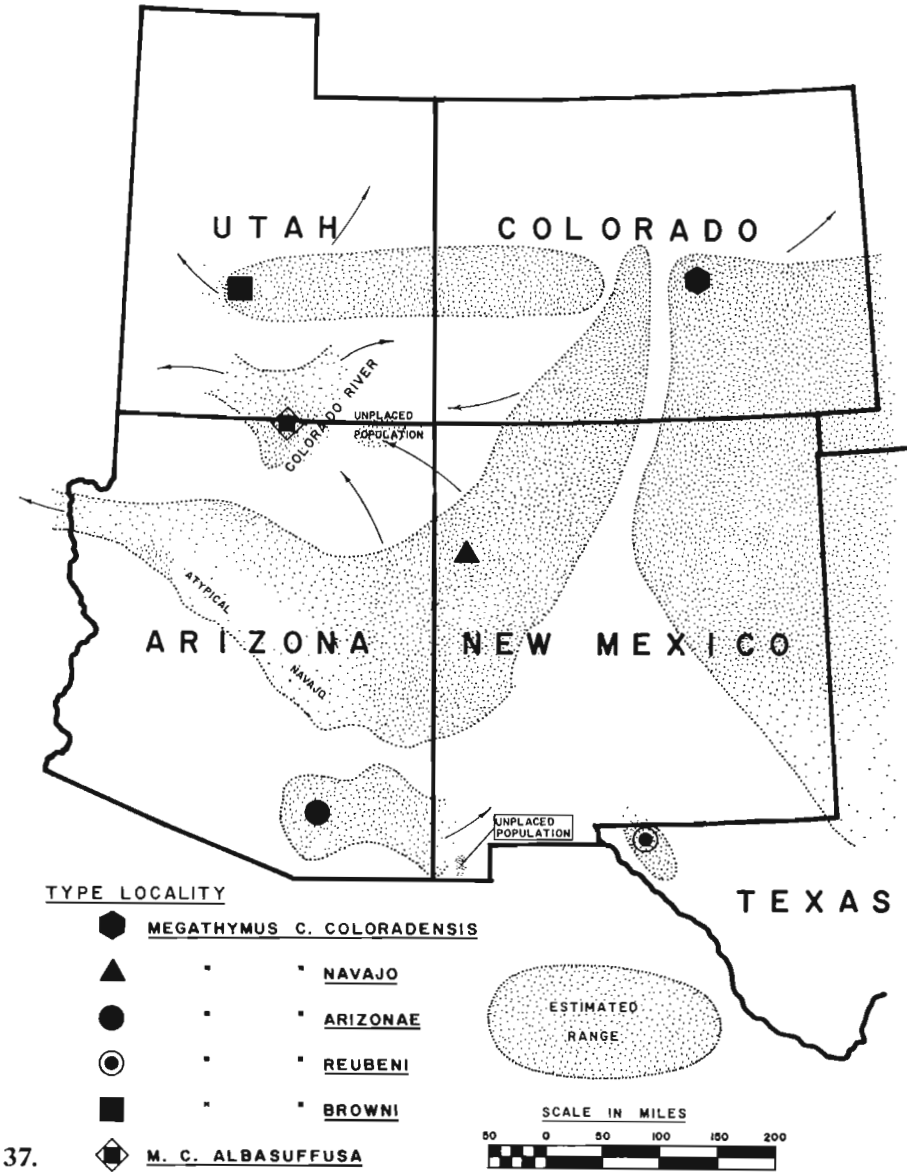 UTAH
COLORADO
COLORADO RIVER
UNPLACED
POPULATION
ATYPICAL
NAVAJO
ARIZONA
NEW MEXICO
UNPLACED
POPULATION
TEXAS
TYPE LOCALITY
MEGATHYMUS C. COLORADENSIS
" " NAVAJO
" " ARIZONAE
" " REUBENI
" " BROWNI
M. C. ALBASUFFUSA
ESTIMATED
RANGE
SCALE IN MILES
50 0 50 100 150 200
37.